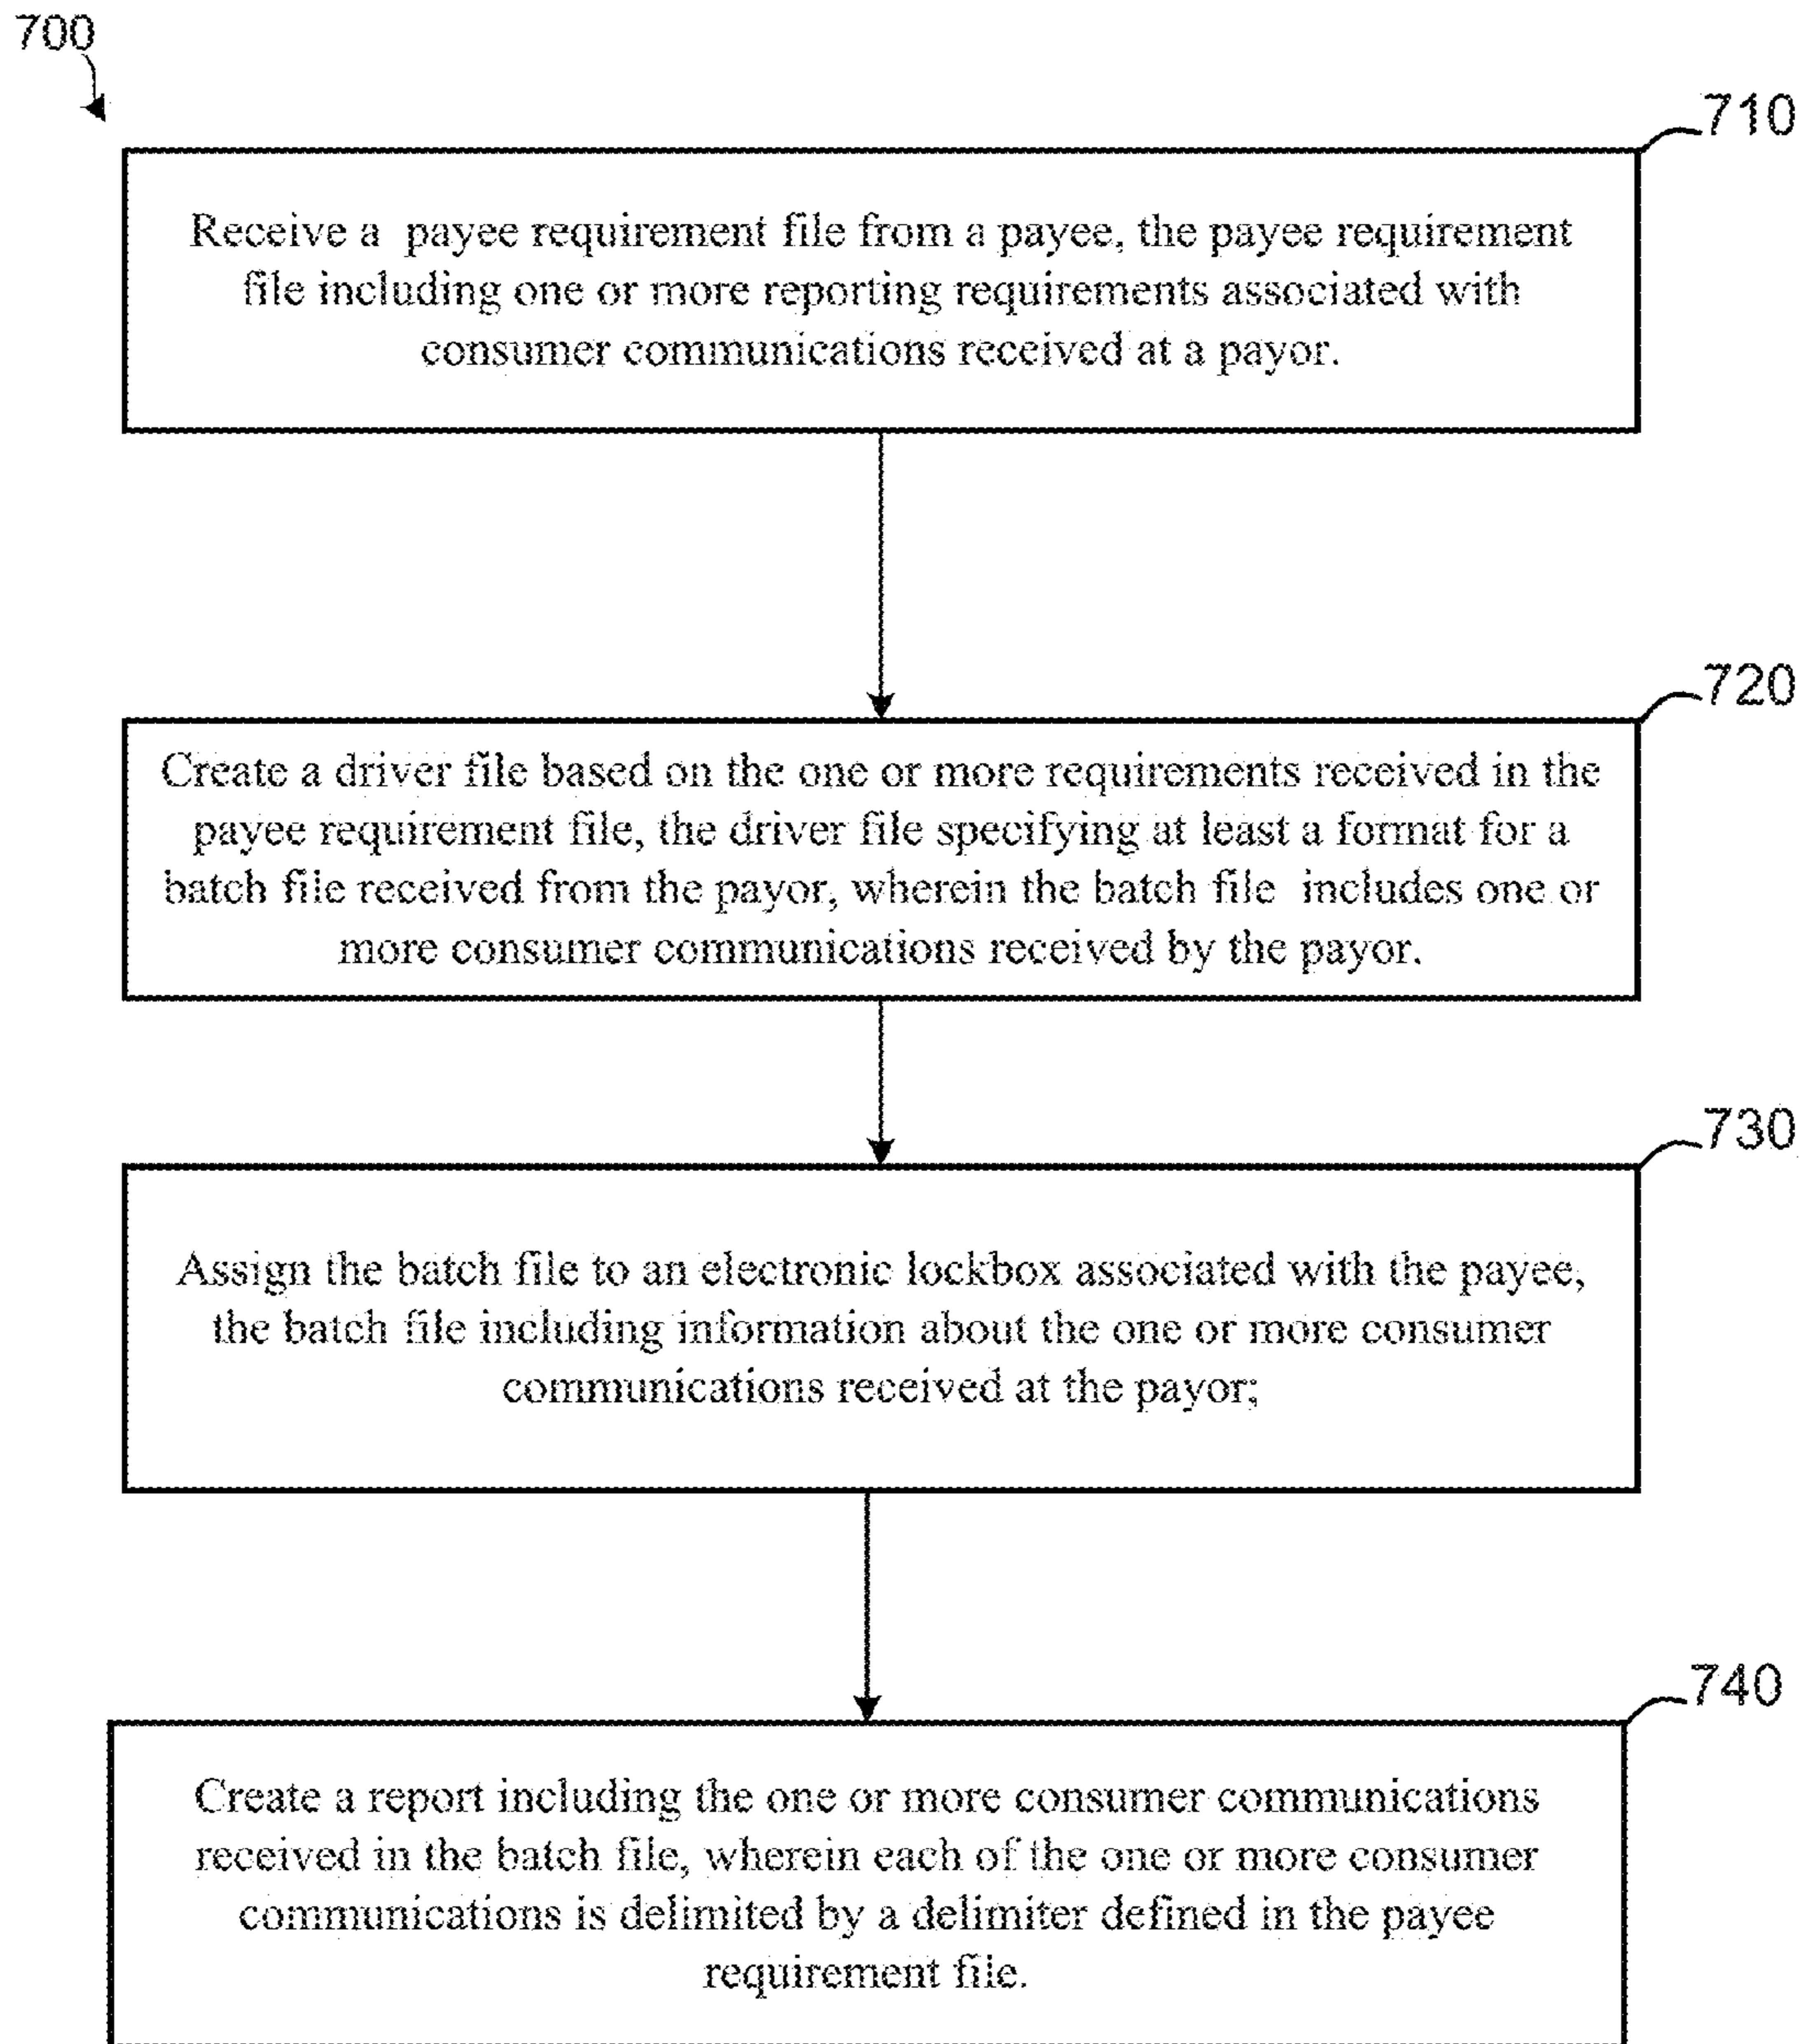 700
710
Receive a payee requirement file from a payee, the payee requirement
file including one or more reporting requirements associated with
consumer communications received at a payor.
720
Create a driver file based on the one or more requirements received in the
payee requirement file, the driver file specifying at least a format for a
batch file received from the payor, wherein the batch file includes one or
more consumer communications received by the payor.
730
Assign the batch file to an electronic lockbox associated with the payee,
the batch file including information about the one or more consumer
communications received at the payor;
740
Create a report including the one or more consumer communications
received in the batch file, wherein each of the one or more consumer
communications is delimited by a delimiter defined in the payee
requirement file.